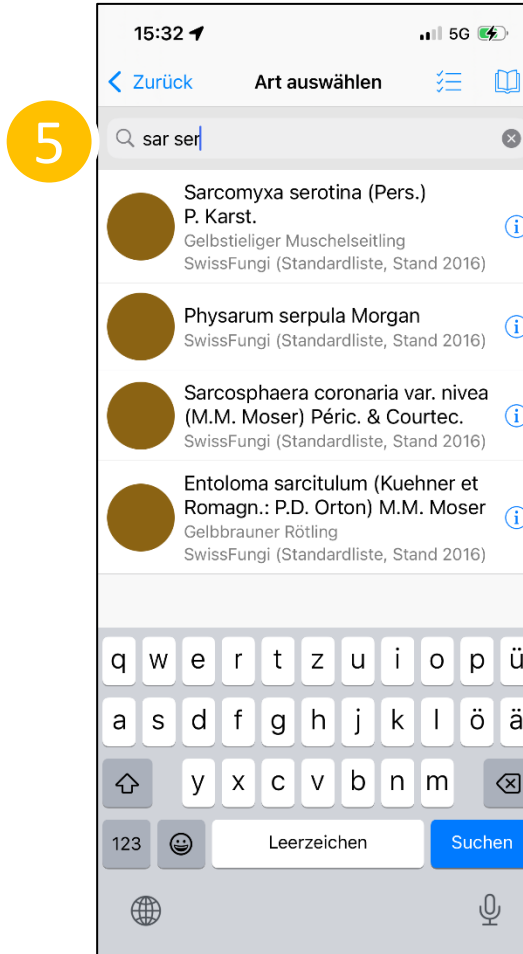 15:32
5G
Zurück Art auswählen
5
sar ser
Sarcomyxa serotina (Pers.)
P. Karst.
Gelbstieliger Muschelseitling
SwissFungi (Standardliste, Stand 2016)
Physarum serpula Morgan
SwissFungi (Standardliste, Stand 2016)
Sarcosphaera coronaria var. nivea
(M.M. Moser) Péric. & Courtec.
SwissFungi (Standardliste, Stand 2016)
Entoloma sarcitulum (Kuehner et
Romagn.: P.D. Orton) M.M. Moser
Gelbbrauner Rötling
SwissFungi (Standardliste, Stand 2016)
q w e r t z u i o p ü
a s d f g h j k l ö ä
y x c v b n m
123 Leerzeichen Suchen